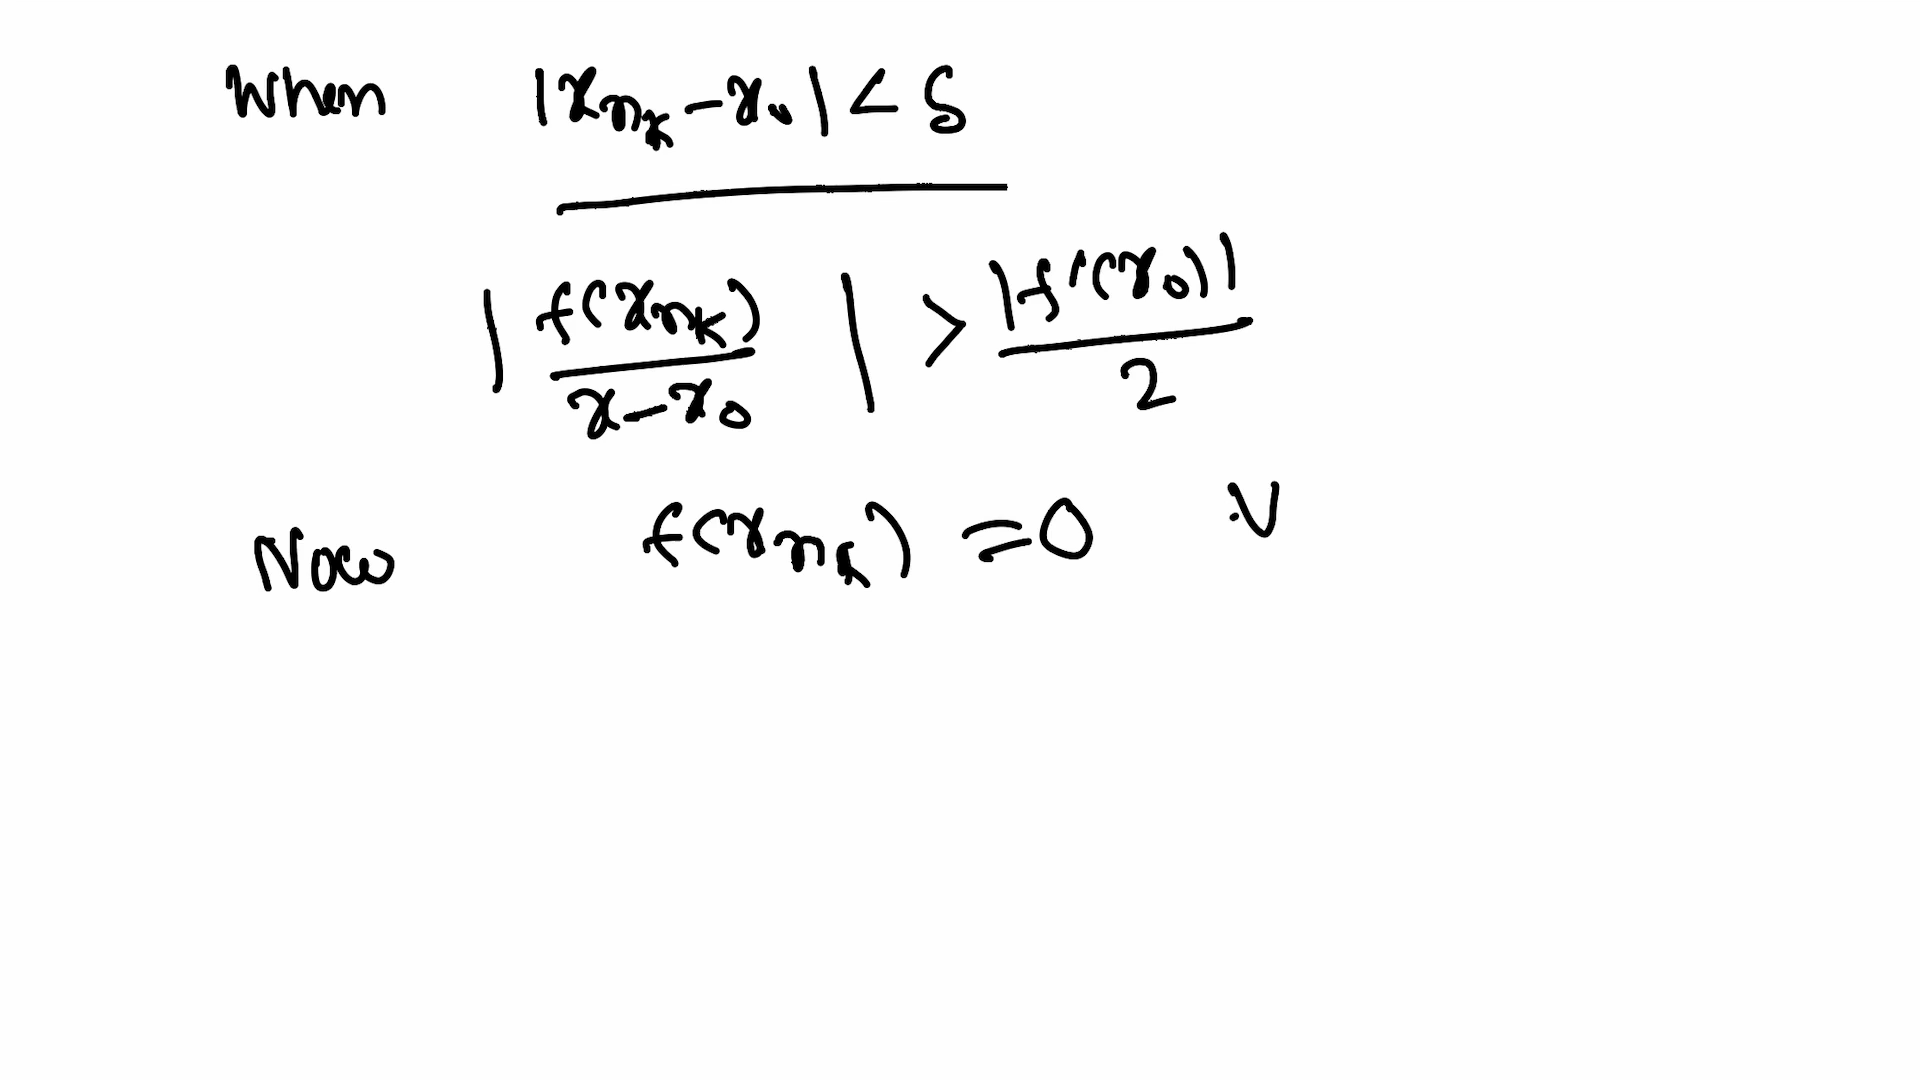 When |x_{n_k} - x_0| < δ
| f(x_{n_k}) / x - x_0 | > |f'(x_0)| / 2
Now f(x_{n_k}) = 0